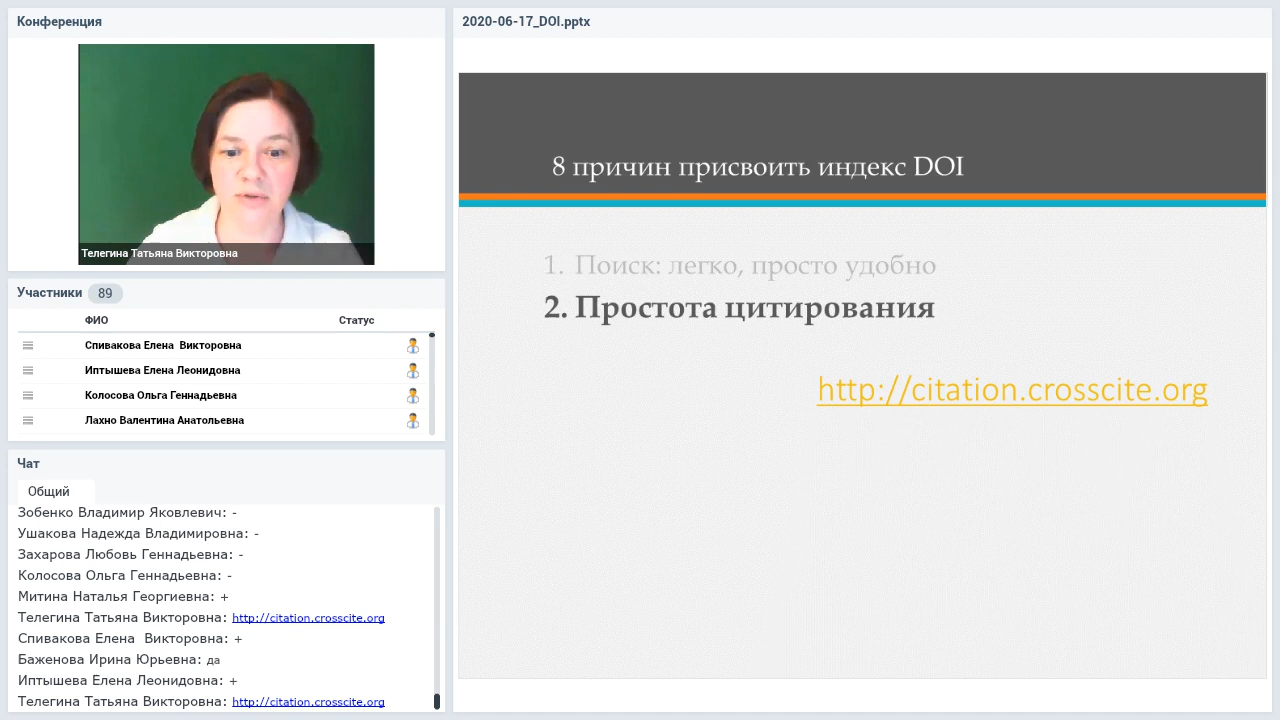 Конференция
Телегина Татьяна Викторовна
Участники 89
ФИО Статус
Спивакова Елена  Викторовна
Иптышева Елена Леонидовна
Колосова Ольга Геннадьевна
Лахно Валентина Анатольевна
Чат
Общий
Зобенко Владимир Яковлевич: -
Ушакова Надежда Владимировна: -
Захарова Любовь Геннадьевна: -
Колосова Ольга Геннадьевна: -
Митина Наталья Георгиевна: +
Телегина Татьяна Викторовна: http://citation.crosscite.org
Спивакова Елена  Викторовна: +
Баженова Ирина Юрьевна: да
Иптышева Елена Леонидовна: +
Телегина Татьяна Викторовна: http://citation.crosscite.org
2020-06-17_DOI.pptx
8 причин присвоить индекс DOI
1. Поиск: легко, просто удобно
2. Простота цитирования
http://citation.crosscite.org